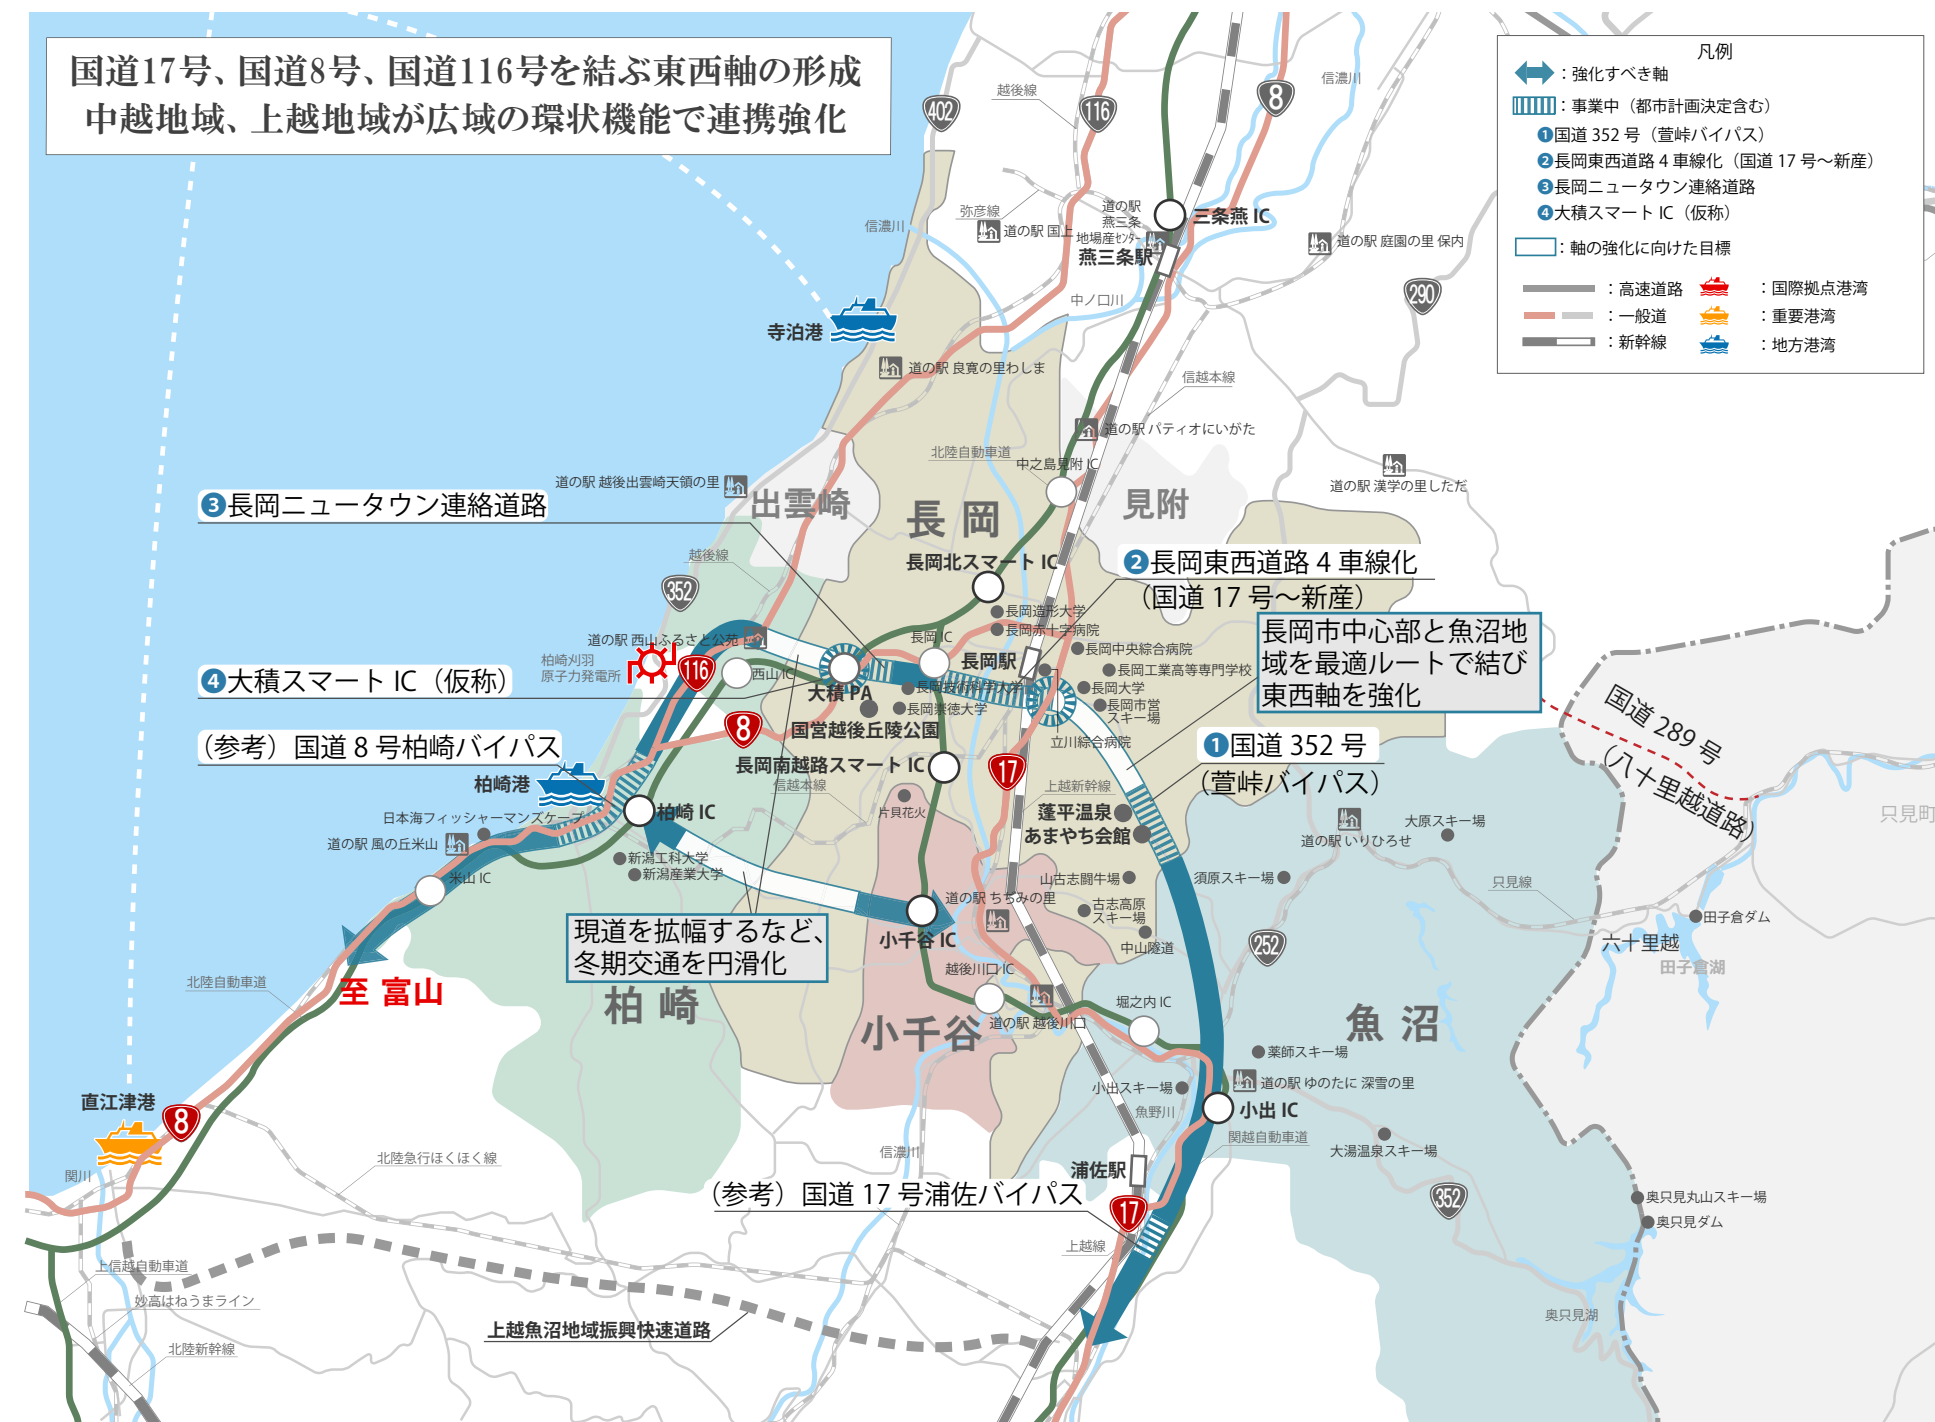 国道17号、国道8号、国道116号を結ぶ東西軸の形成
中越地域、上越地域が広域の環状機能で連携強化
凡例
：強化すべき軸
：事業中（都市計画決定含む）
❶国道 352 号（萱峠バイパス）
❷長岡東西道路 4 車線化（国道 17 号～新産）
❸長岡ニュータウン連絡道路
❹大積スマート IC（仮称）
：軸の強化に向けた目標
：高速道路
：国際拠点港湾
：一般道
：重要港湾
：新幹線
：地方港湾
402
越後線
116
8
信濃川
信濃川
弥彦線
道の駅 国上
道の駅
燕三条
地場産ｾﾝﾀｰ
燕三条駅
三条燕 IC
道の駅 庭園の里 保内
中ノ口川
290
寺泊港
道の駅 良寛の里わしま
信越本線
道の駅 パティオにいがた
北陸自動車道
中之島見附 IC
道の駅 漢学の里しただ
道の駅 越後出雲崎天領の里
出雲崎
長 岡
見附
❸長岡ニュータウン連絡道路
越後線
352
長岡北スマート IC
❷長岡東西道路 4 車線化
（国道 17 号～新産）
長岡造形大学
長岡赤十字病院
長岡 IC
長岡中央綜合病院
長岡市中心部と魚沼地
域を最適ルートで結び
東西軸を強化
道の駅 西山ふるさと公苑
柏崎刈羽
原子力発電所
116
西山 IC
長岡駅
長岡工業高等専門学校
❹大積スマート IC（仮称）
大積 PA
長岡技術科学大学
長岡大学
長岡崇徳大学
長岡市営
スキー場
国道 289 号
（八十里越道路）
8
国営越後丘陵公園
立川綜合病院
❶国道 352 号
（萱峠バイパス）
（参考）国道 8 号柏崎バイパス
長岡南越路スマート IC
17
柏崎港
信越本線
上越新幹線
片貝花火
蓬平温泉
あまやち会館
柏崎 IC
日本海フィッシャーマンズケープ
道の駅 風の丘米山
道の駅 いりひろせ
大原スキー場
只見町
新潟工科大学
新潟産業大学
米山 IC
山古志闘牛場
須原スキー場
只見線
道の駅 ちぢみの里
古志高原
スキー場
田子倉ダム
現道を拡幅するなど、
冬期交通を円滑化
小千谷 IC
中山隧道
252
六十里越
田子倉湖
越後川口 IC
北陸自動車道
至 富山
柏 崎
小千谷
道の駅 越後川口
堀之内 IC
魚 沼
薬師スキー場
小出スキー場
道の駅 ゆのたに 深雪の里
直江津港
8
魚野川
小出 IC
関越自動車道
大湯温泉スキー場
信濃川
北陸急行ほくほく線
関川
浦佐駅
（参考）国道 17 号浦佐バイパス
17
352
奥只見丸山スキー場
奥只見ダム
上越線
上信越自動車道
妙高はねうまライン
奥只見湖
上越魚沼地域振興快速道路
北陸新幹線